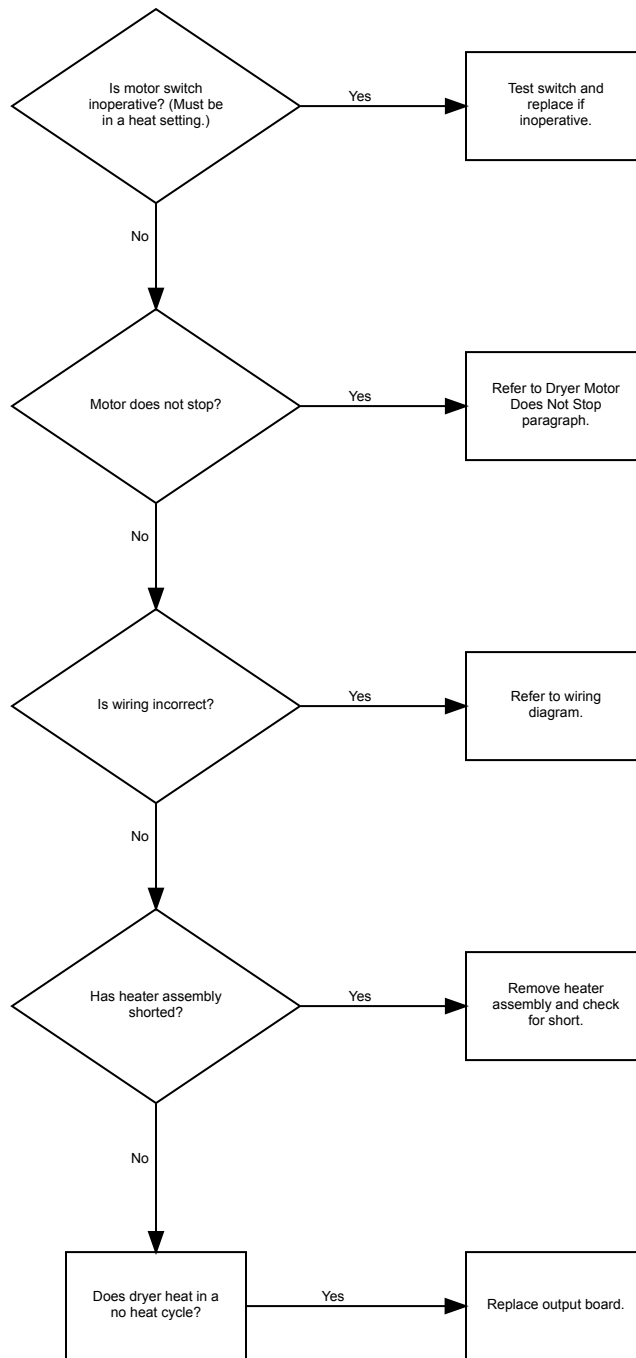 Is motor switch
inoperative? (Must be
in a heat setting.)
Yes
Test switch and
replace if
inoperative.
No
Motor does not stop?
Yes
Refer to Dryer Motor
Does Not Stop
paragraph.
No
Is wiring incorrect?
Yes
Refer to wiring
diagram.
No
Has heater assembly
shorted?
Yes
Remove heater
assembly and check
for short.
No
Does dryer heat in a
no heat cycle?
Yes
Replace output board.